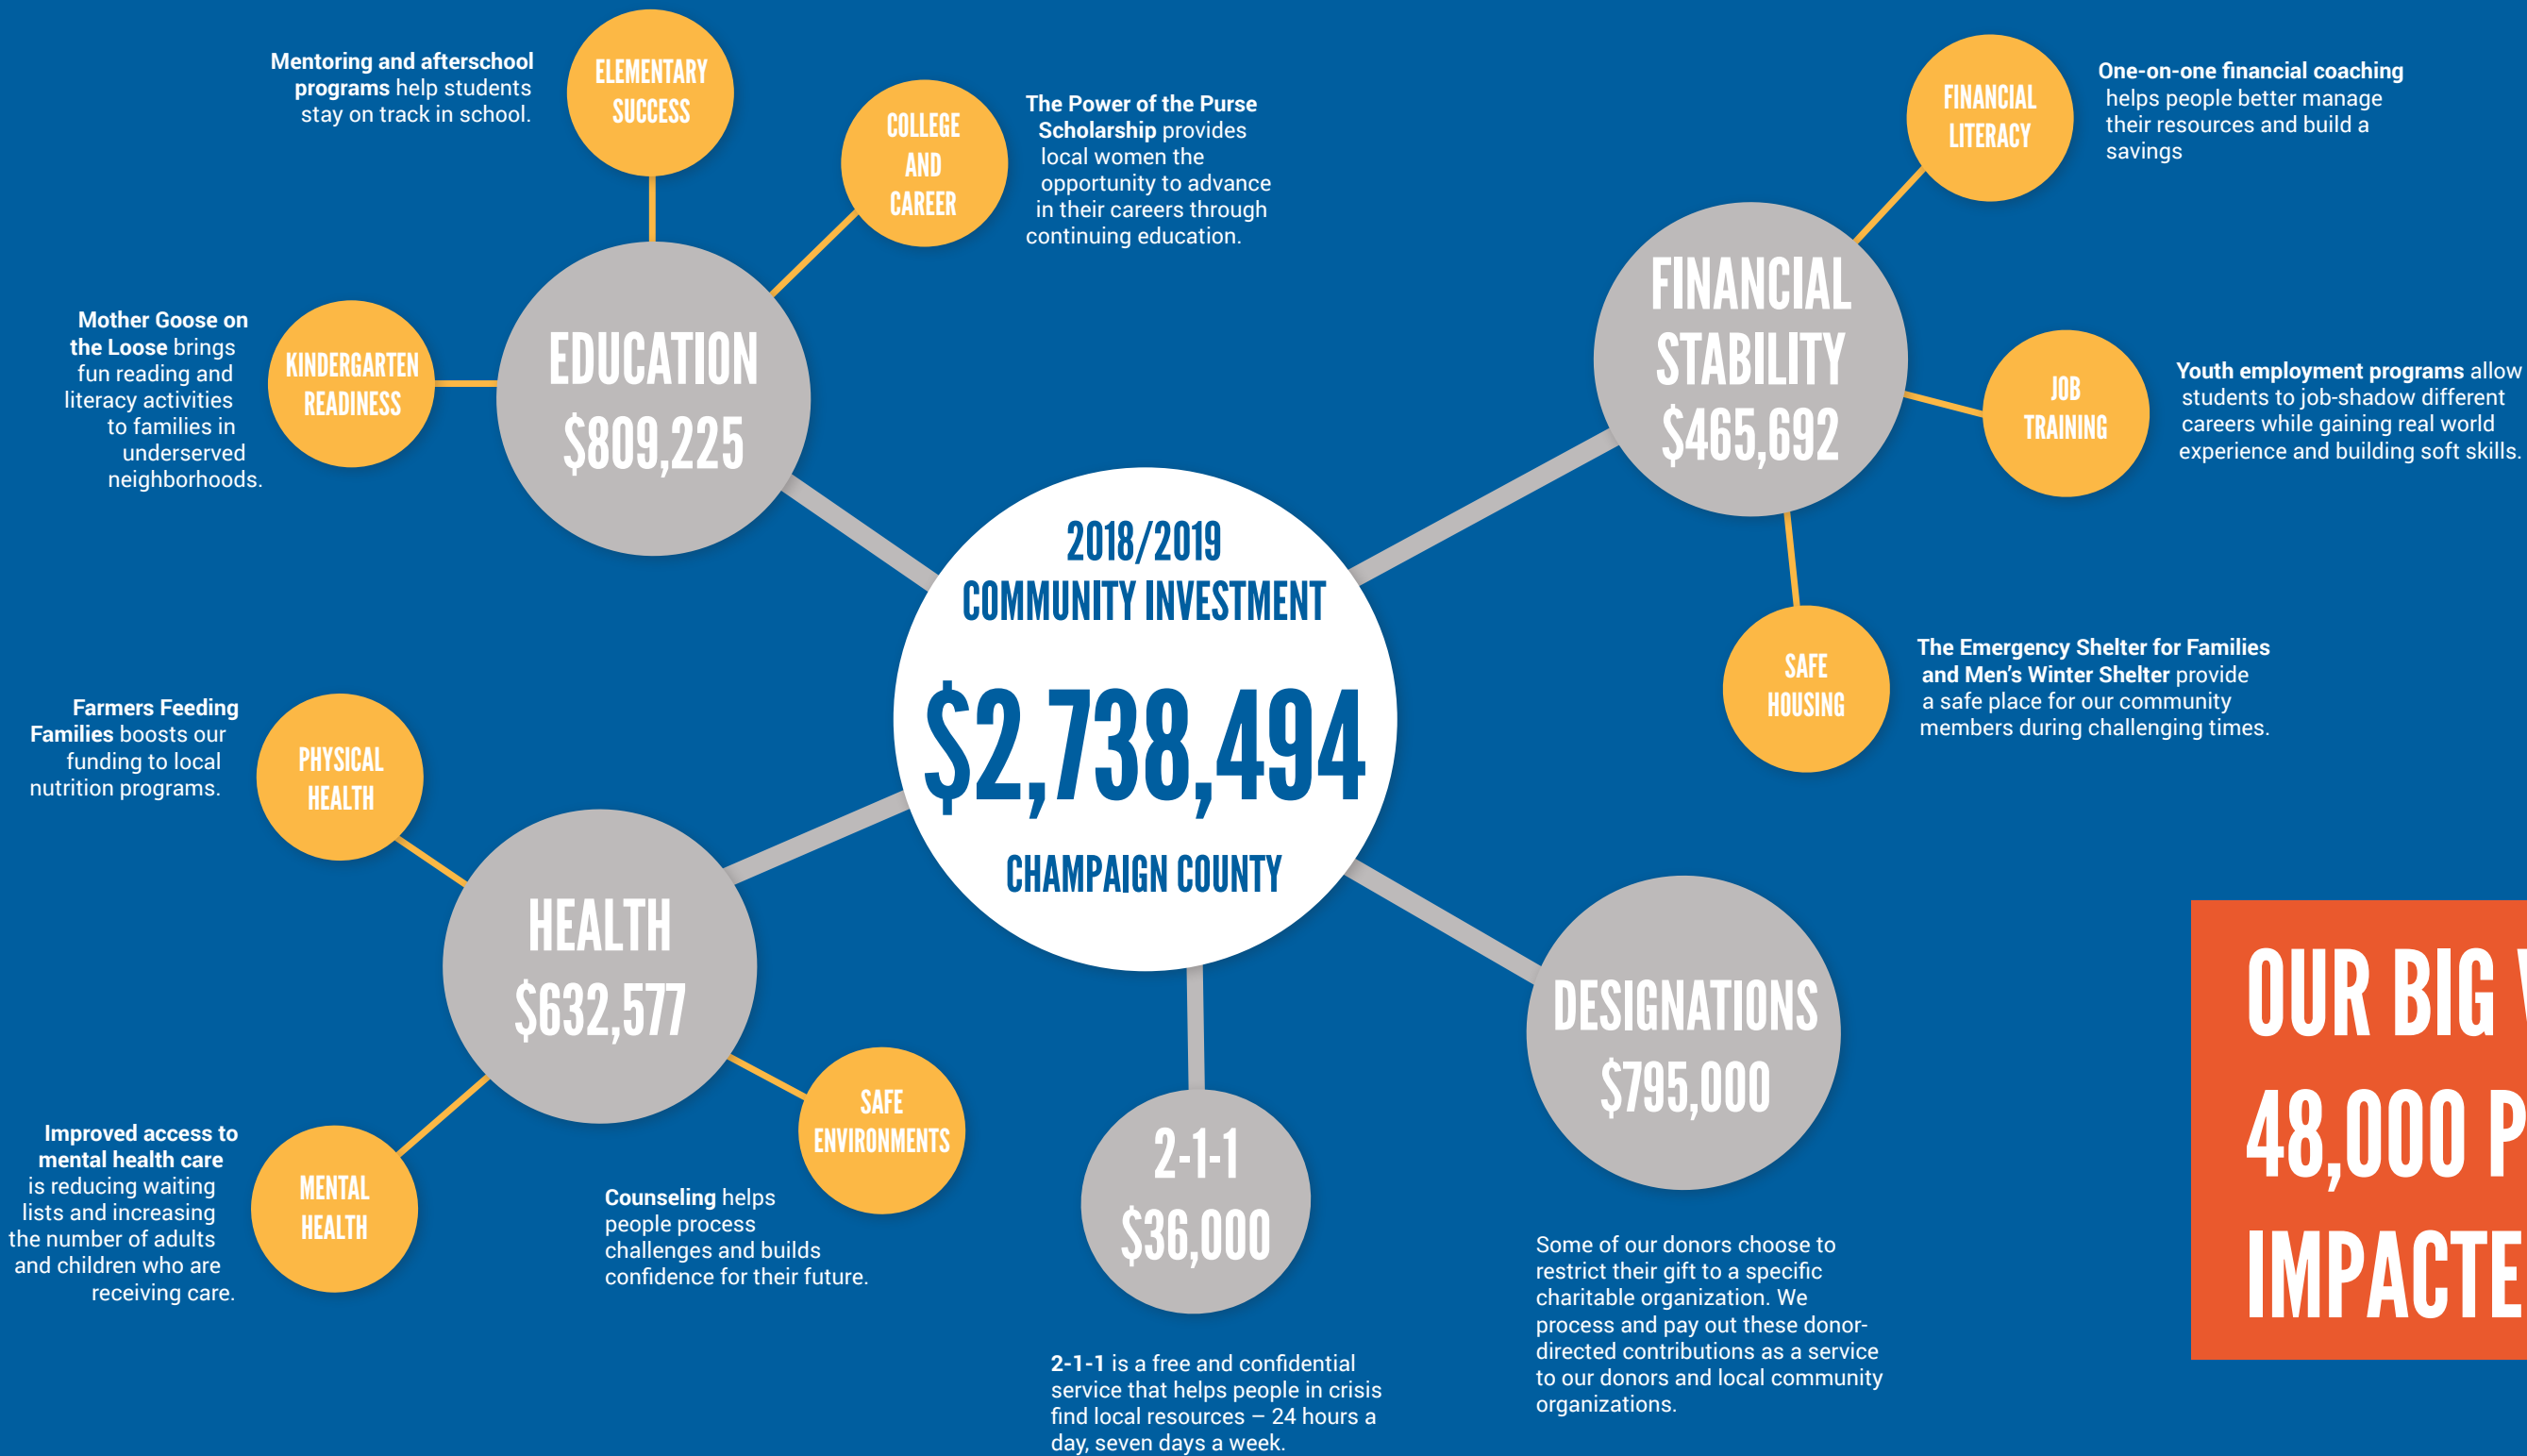 Mentoring and afterschool
programs help students
stay on track in school.
ELEMENTARY
SUCCESS
COLLEGE
AND
CAREER
The Power of the Purse
Scholarship provides
local women the
opportunity to advance
in their careers through
continuing education.
Mother Goose on
the Loose brings
fun reading and
literacy activities
to families in
underserved
neighborhoods.
KINDERGARTEN
READINESS
EDUCATION
$809,225
FINANCIAL
LITERACY
One-on-one financial coaching
helps people better manage
their resources and build a
savings
FINANCIAL
STABILITY
$465,692
JOB
TRAINING
Youth employment programs allow
students to job-shadow different
careers while gaining real world
experience and building soft skills.
SAFE
HOUSING
The Emergency Shelter for Families
and Men's Winter Shelter provide
a safe place for our community
members during challenging times.
2018/2019
COMMUNITY INVESTMENT
$2,738,494
CHAMPAIGN COUNTY
Farmers Feeding
Families boosts our
funding to local
nutrition programs.
PHYSICAL
HEALTH
HEALTH
$632,577
Improved access to
mental health care
is reducing waiting
lists and increasing
the number of adults
and children who are
receiving care.
MENTAL
HEALTH
SAFE
ENVIRONMENTS
Counseling helps
people process
challenges and builds
confidence for their future.
2-1-1
$36,000
2-1-1 is a free and confidential
service that helps people in crisis
find local resources – 24 hours a
day, seven days a week.
DESIGNATIONS
$795,000
Some of our donors choose to
restrict their gift to a specific
charitable organization. We
process and pay out these donor-
directed contributions as a service
to our donors and local community
organizations.
OUR BIG
48,000 P
IMPACTE